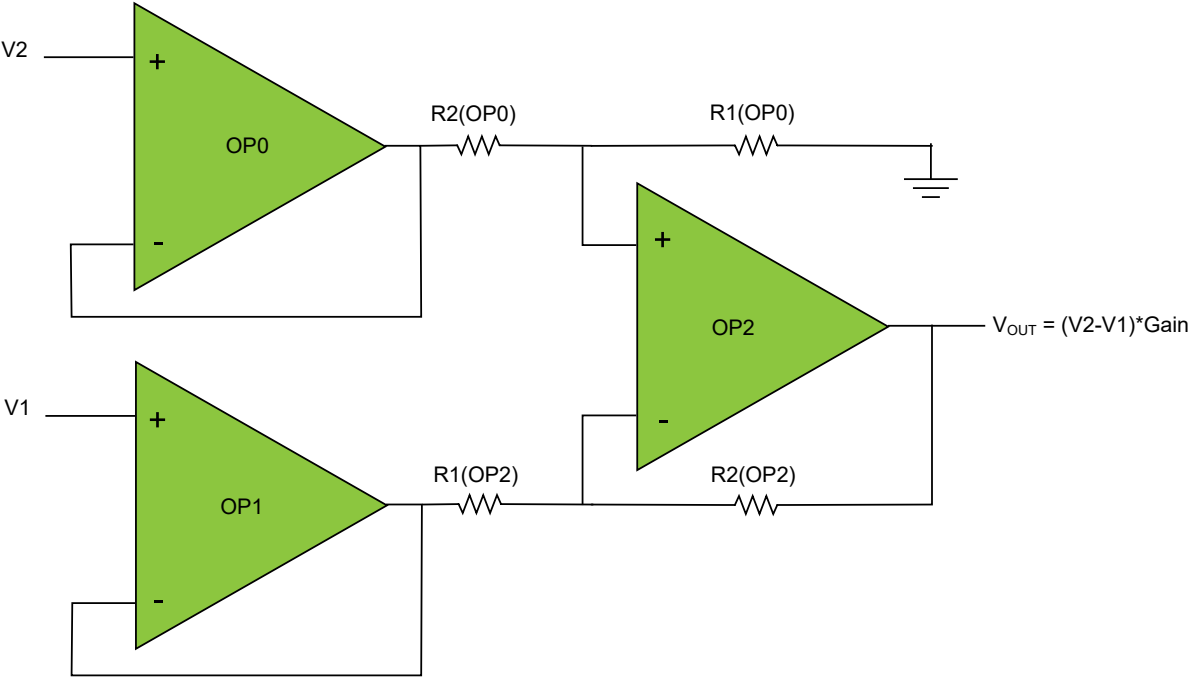 V2
+
OP0
-
R2(OP0)
R1(OP0)
+
OP2
-
V_OUT = (V2-V1)*Gain
V1
+
OP1
-
R1(OP2)
R2(OP2)